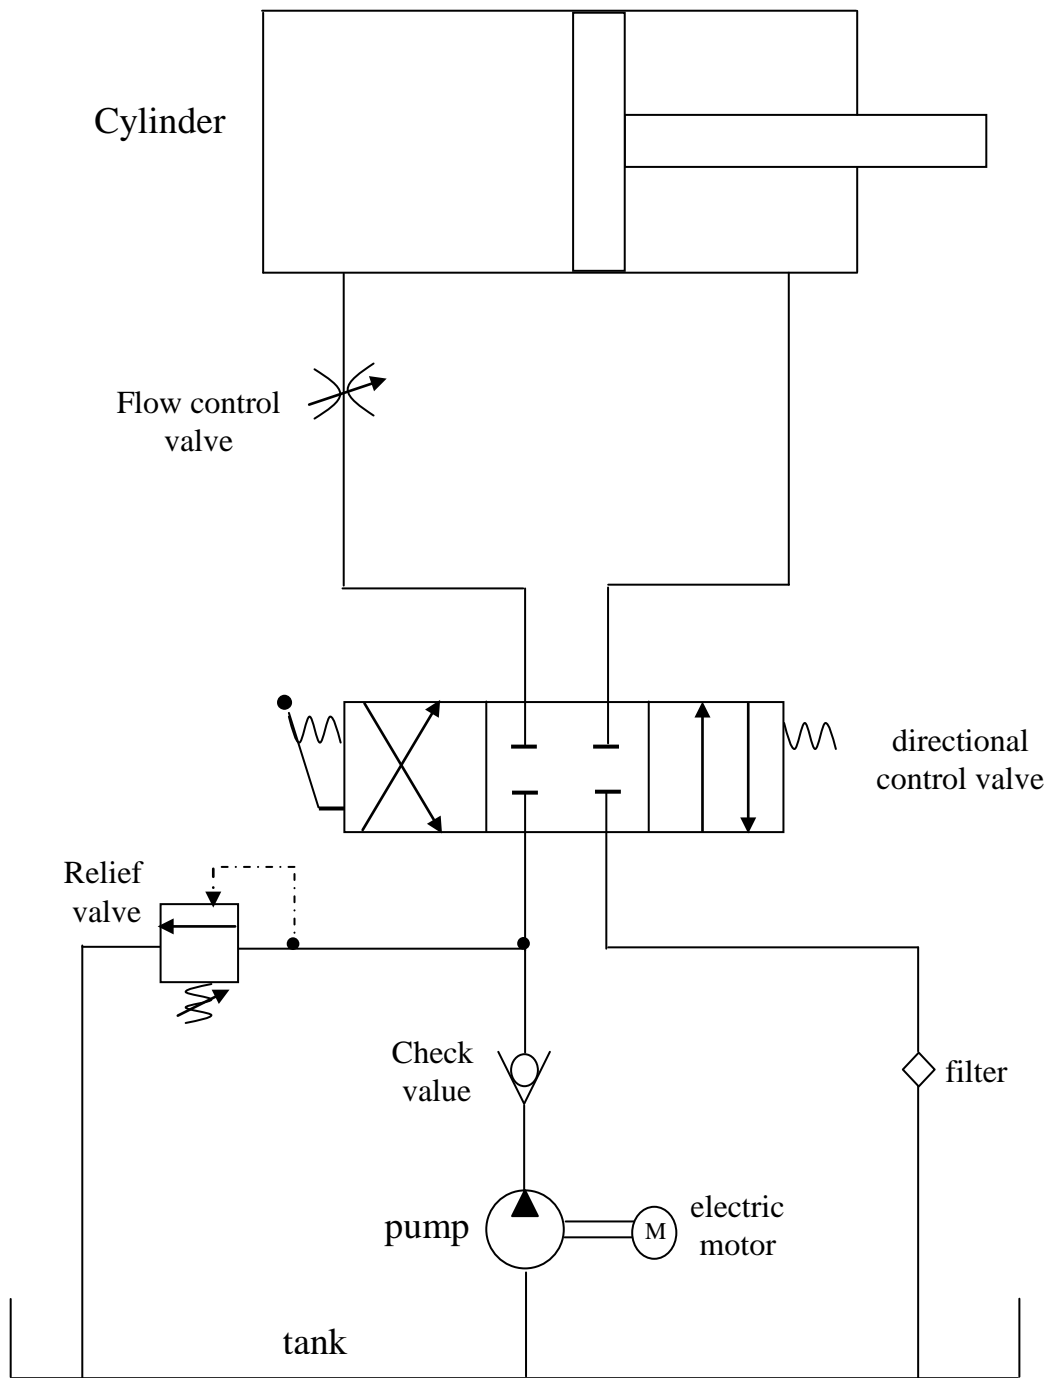 Cylinder
Flow control
valve
directional
control valve
Relief
valve
Check
value
filter
pump
M
electric
motor
tank